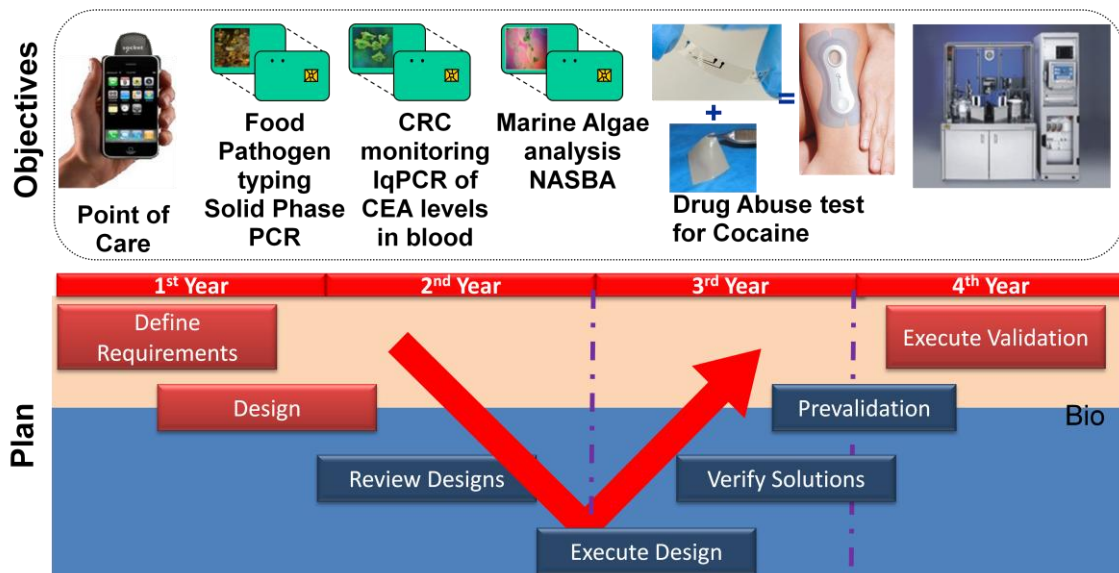 Objectives
Point of
Care
Food
Pathogen
typing
Solid Phase
PCR
CRC
monitoring
IqPCR of
CEA levels
in blood
Marine Algae
analysis
NASBA
+
=
Drug Abuse test
for Cocaine
Plan
1st Year
2nd Year
3rd Year
4th Year
Define
Requirements
Execute Validation
Design
Prevalidation
Bio
Review Designs
Verify Solutions
Execute Design